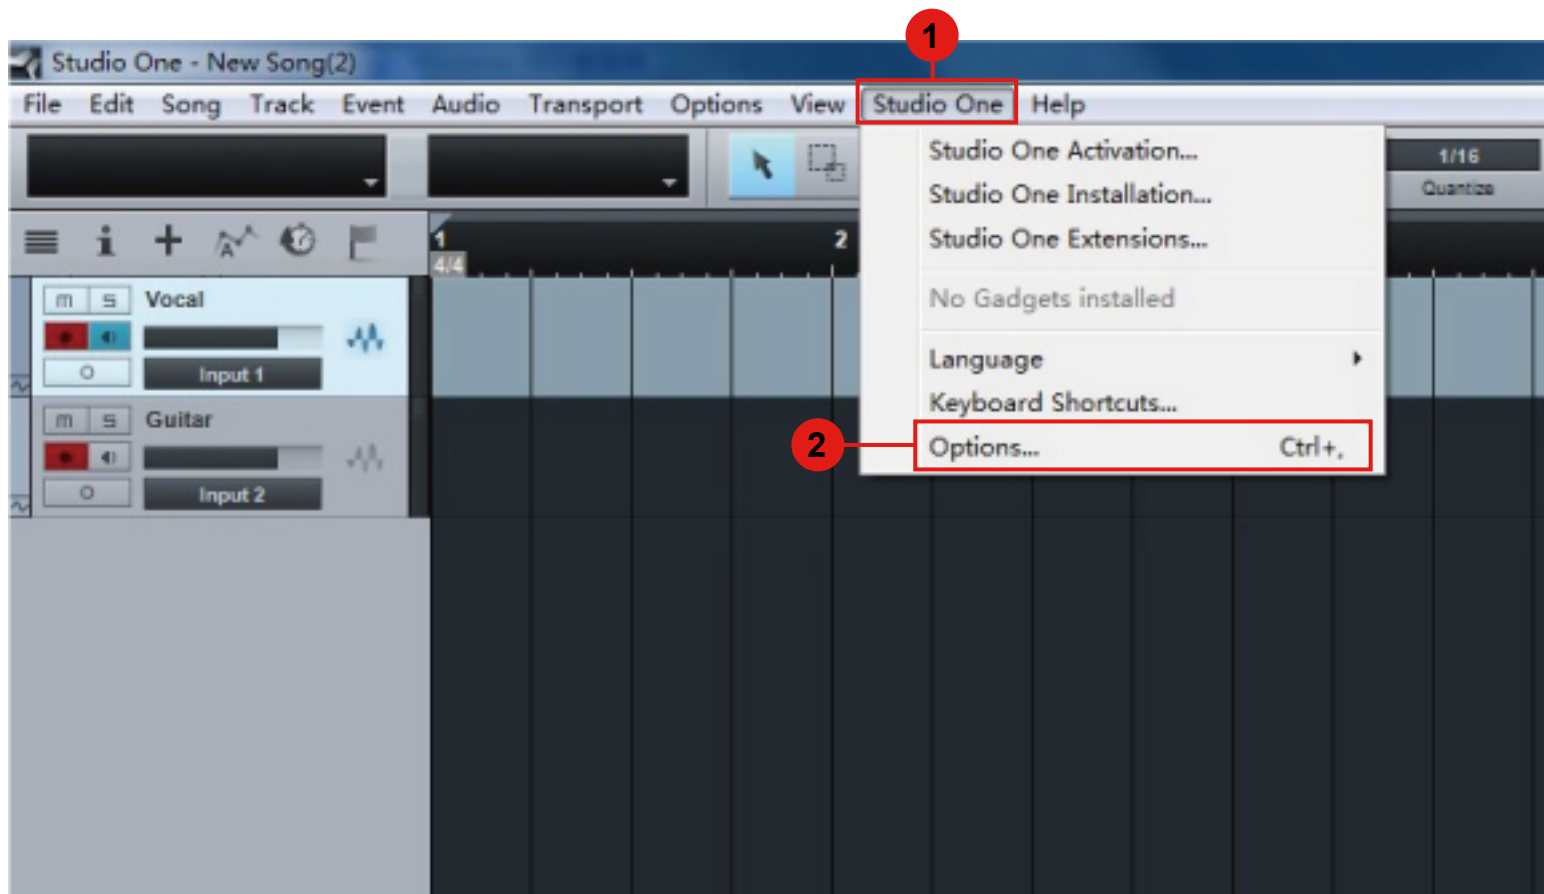 1
Studio One - New Song(2)
File Edit Song Track Event Audio Transport Options View Studio One Help
Studio One Activation...
1/16
Studio One Installation...
Quantize
Studio One Extensions...
1 2
4/4
No Gadgets installed
m s Vocal
Language
Input 1
Keyboard Shortcuts...
m s Guitar
2 Options... Ctrl+,
Input 2